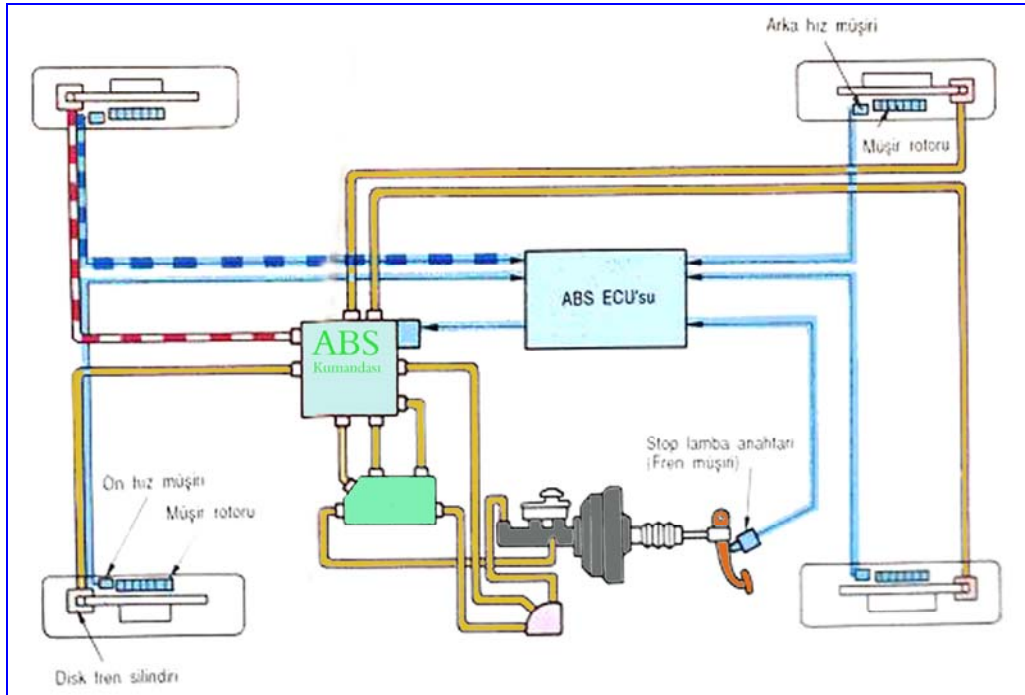 Arka hız müşiri
Müşir rotoru
ABS ECU'su
ABS
Kumandası
Stop lamba anahtarı
(Fren müşiri)
Ön hız müşiri
Müşir rotoru
Disk fren silindiri